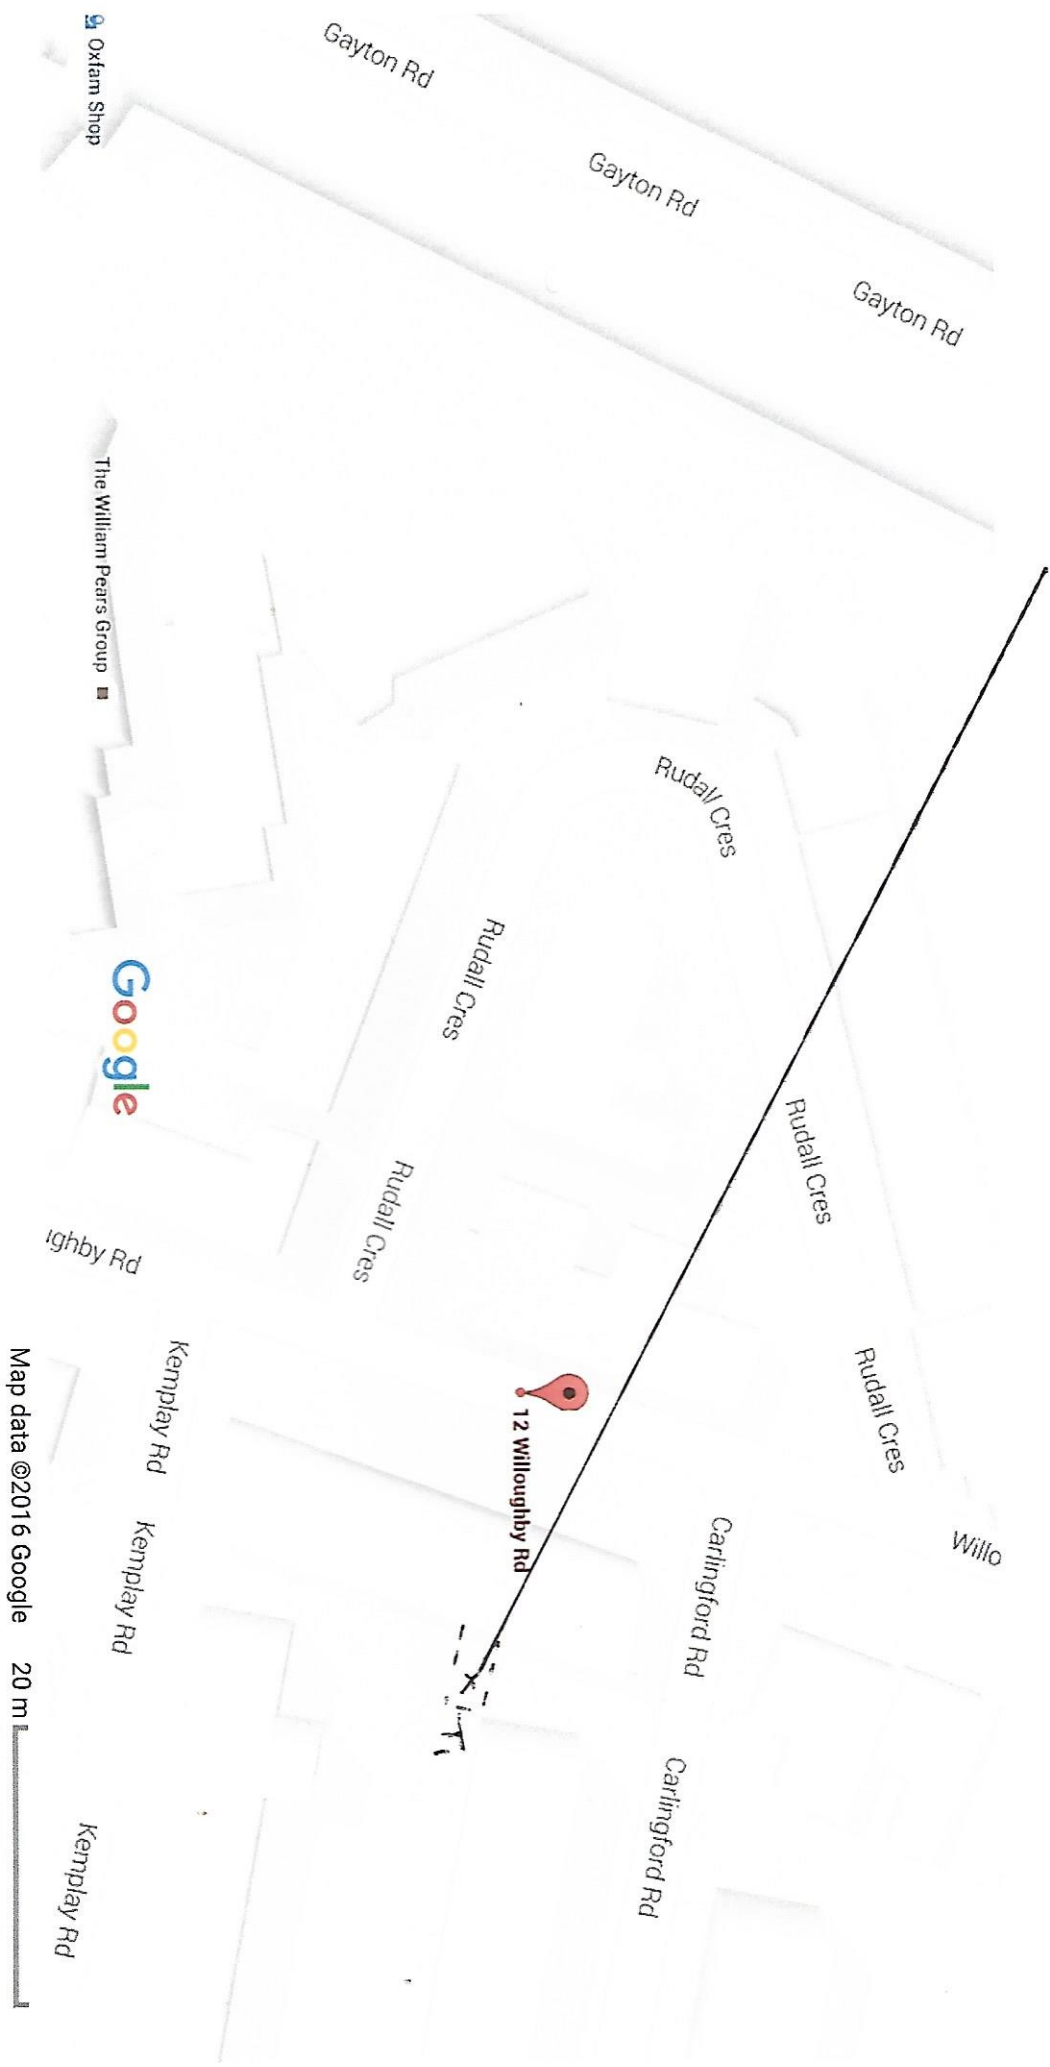 Gayton Rd
Gayton Rd
Gayton Rd
Oxfam Shop
The William Pears Group
Rudall Cres
Rudall Cres
Rudall Cres
Rudall Cres
Rudall Cres
Google
ighby Rd
Kemplay Rd
Kemplay Rd
Kemplay Rd
12 Willoughby Rd
Carlingford Rd
Carlingford Rd
Willo
Map data ©2016 Google
20 m